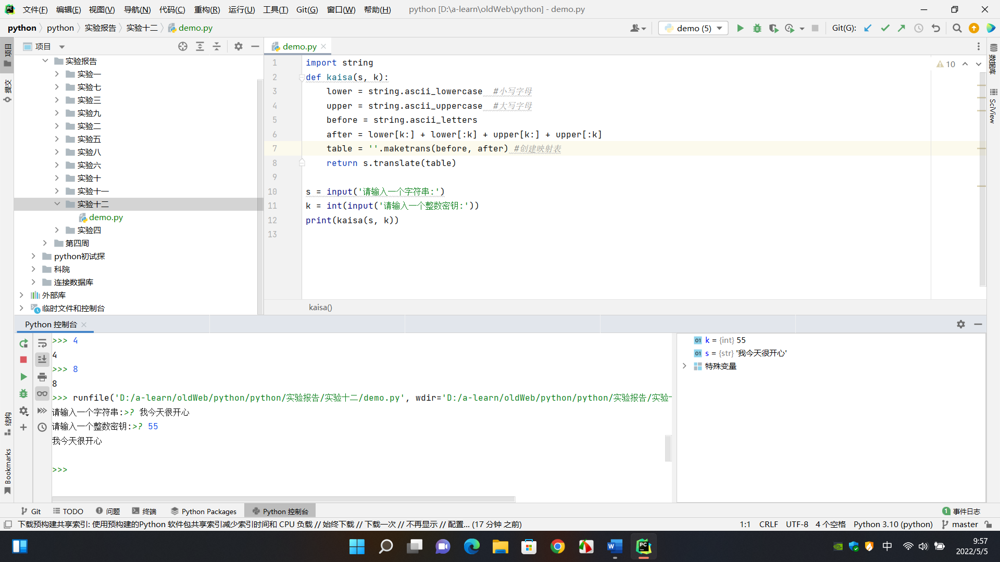 文件(F) 编辑(E) 视图(V) 导航(N) 代码(C) 重构(R) 运行(U) 工具(T) Git(G) 窗口(W) 帮助(H) python [D:\a-learn\oldWeb\python] - demo.py
python python 实验报告 实验十二 demo.py demo (5) Git(G):
项目 demo.py
项目
提交
结构
Bookmarks
数据库
SciView
实验报告
实验一
实验七
实验三
实验九
实验二
实验五
实验八
实验六
实验十
实验十一
实验十二
demo.py
实验四
第四周
python初试探
科院
连接数据库
外部库
临时文件和控制台
10
1 import string
2 def kaisa(s, k):
3 lower = string.ascii_lowercase #小写字母
4 upper = string.ascii_uppercase #大写字母
5 before = string.ascii_letters
6 after = lower[k:] + lower[:k] + upper[k:] + upper[:k]
7 table = ''.maketrans(before, after) #创建映射表
8 return s.translate(table)
9
10 s = input('请输入一个字符串:')
11 k = int(input('请输入一个整数密钥:'))
12 print(kaisa(s, k))
13
kaisa()
Python 控制台
>>> 4
4
>>> 8
8
>>> runfile('D:/a-learn/oldWeb/python/python/实验报告/实验十二/demo.py', wdir='D:/a-learn/oldWeb/python/python/实验报告/实验
请输入一个字符串:>? 我今天很开心
请输入一个整数密钥:>? 55
我今天很开心
>>>
01 k = {int} 55
01 s = {str} '我今天很开心'
特殊变量
Git TODO 问题 终端 Python Packages Python 控制台 1 事件日志
下载预构建共享索引: 使用预构建的Python 软件包共享索引减少索引时间和 CPU 负载 // 始终下载 // 下载一次 // 不再显示 // 配置... (17 分钟 之前) 1:1 CRLF UTF-8 4 个空格 Python 3.10 (python) master
中 9:57
2022/5/5